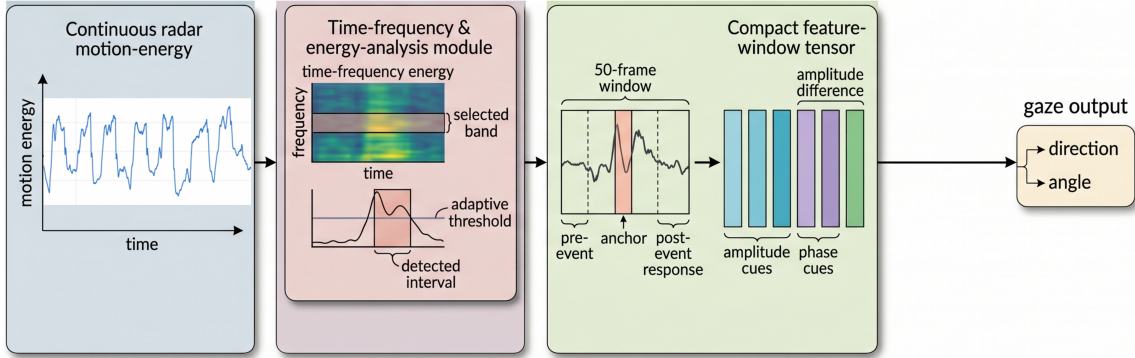 Continuous radar
motion-energy
motion energy
time
Time-frequency &
energy-analysis module
time-frequency energy
frequency
selected
band
time
adaptive
threshold
detected
interval
Compact feature-
window tensor
50-frame
window
amplitude
difference
pre-
event
anchor
post-
event
response
amplitude
cues
phase
cues
gaze output
direction
angle